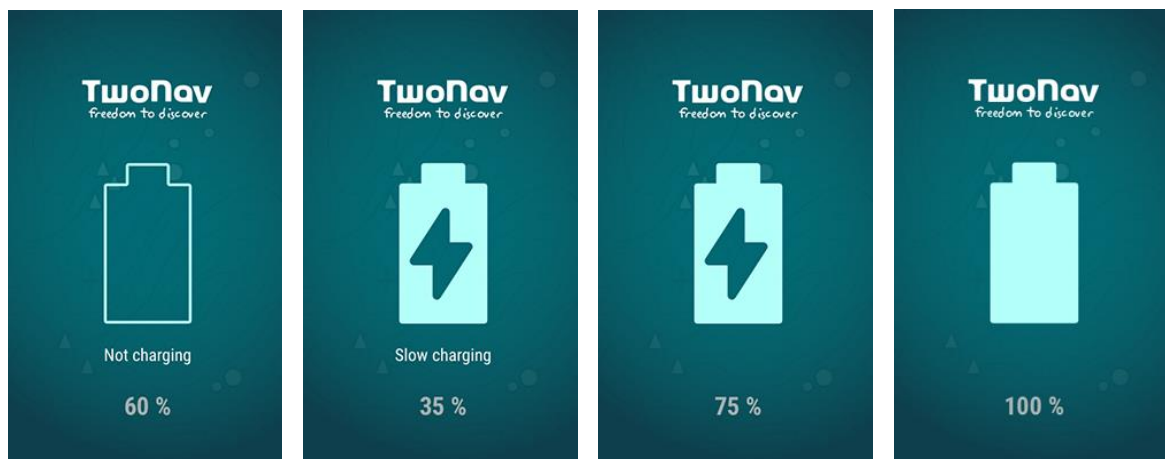 TwoNav
freedom to discover
Not charging
60 %
TwoNav
freedom to discover
Slow charging
35 %
TwoNav
freedom to discover
75 %
TwoNav
freedom to discover
100 %